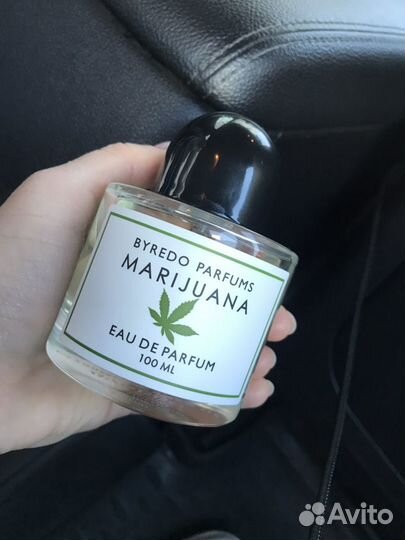 BYREDO PARFUMS
MARIJUANA
EAU DE PARFUM
100 ML
Avito